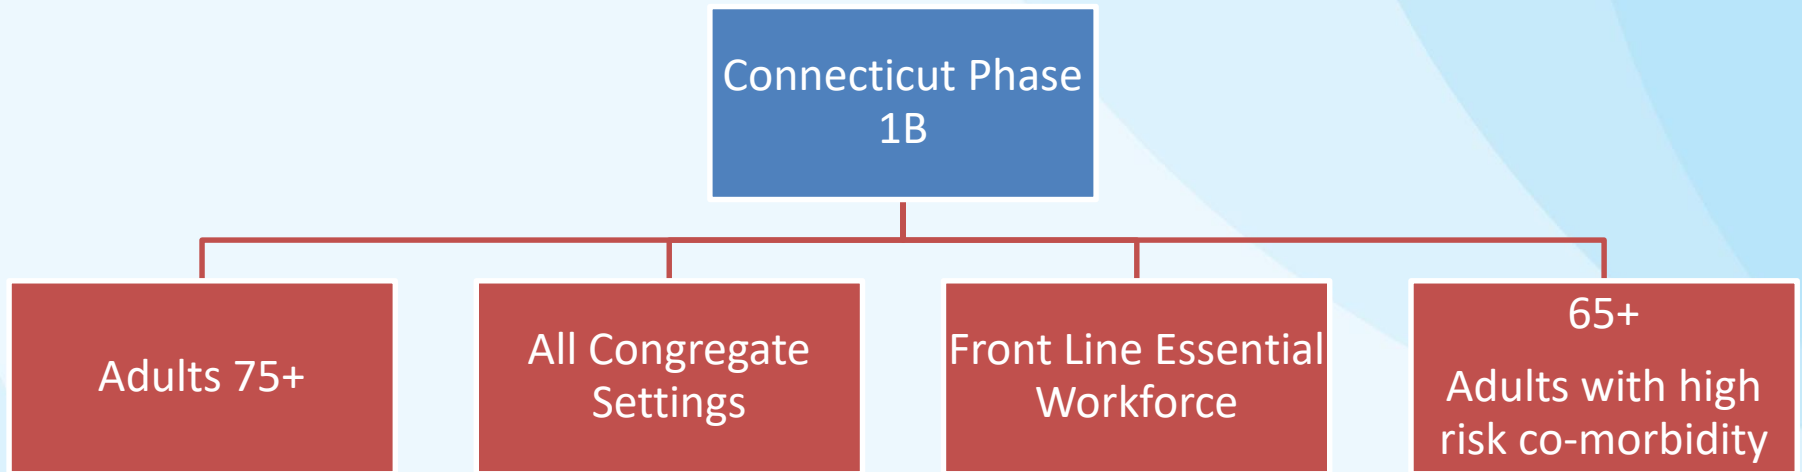 Connecticut Phase
1B
Adults 75+
All Congregate
Settings
Front Line Essential
Workforce
65+
Adults with high
risk co-morbidity